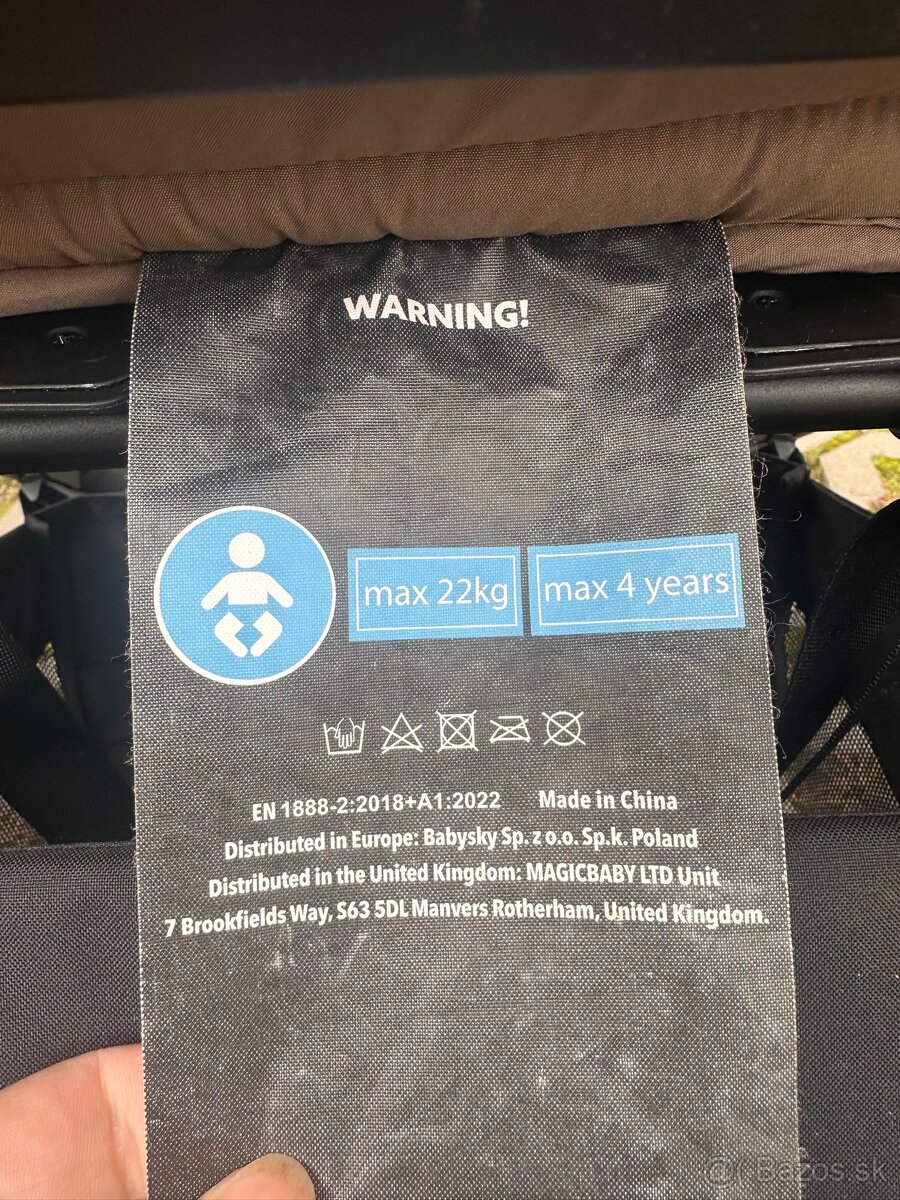 WARNING!
max 22kg
max 4 years
EN 1888-2:2018+A1:2022 Made in China
Distributed in Europe: Babysky Sp. z o.o. Sp.k. Poland
Distributed in the United Kingdom: MAGICBABY LTD Unit
7 Brookfields Way, S63 5DL Manvers Rotherham, United Kingdom.
Bazos.sk